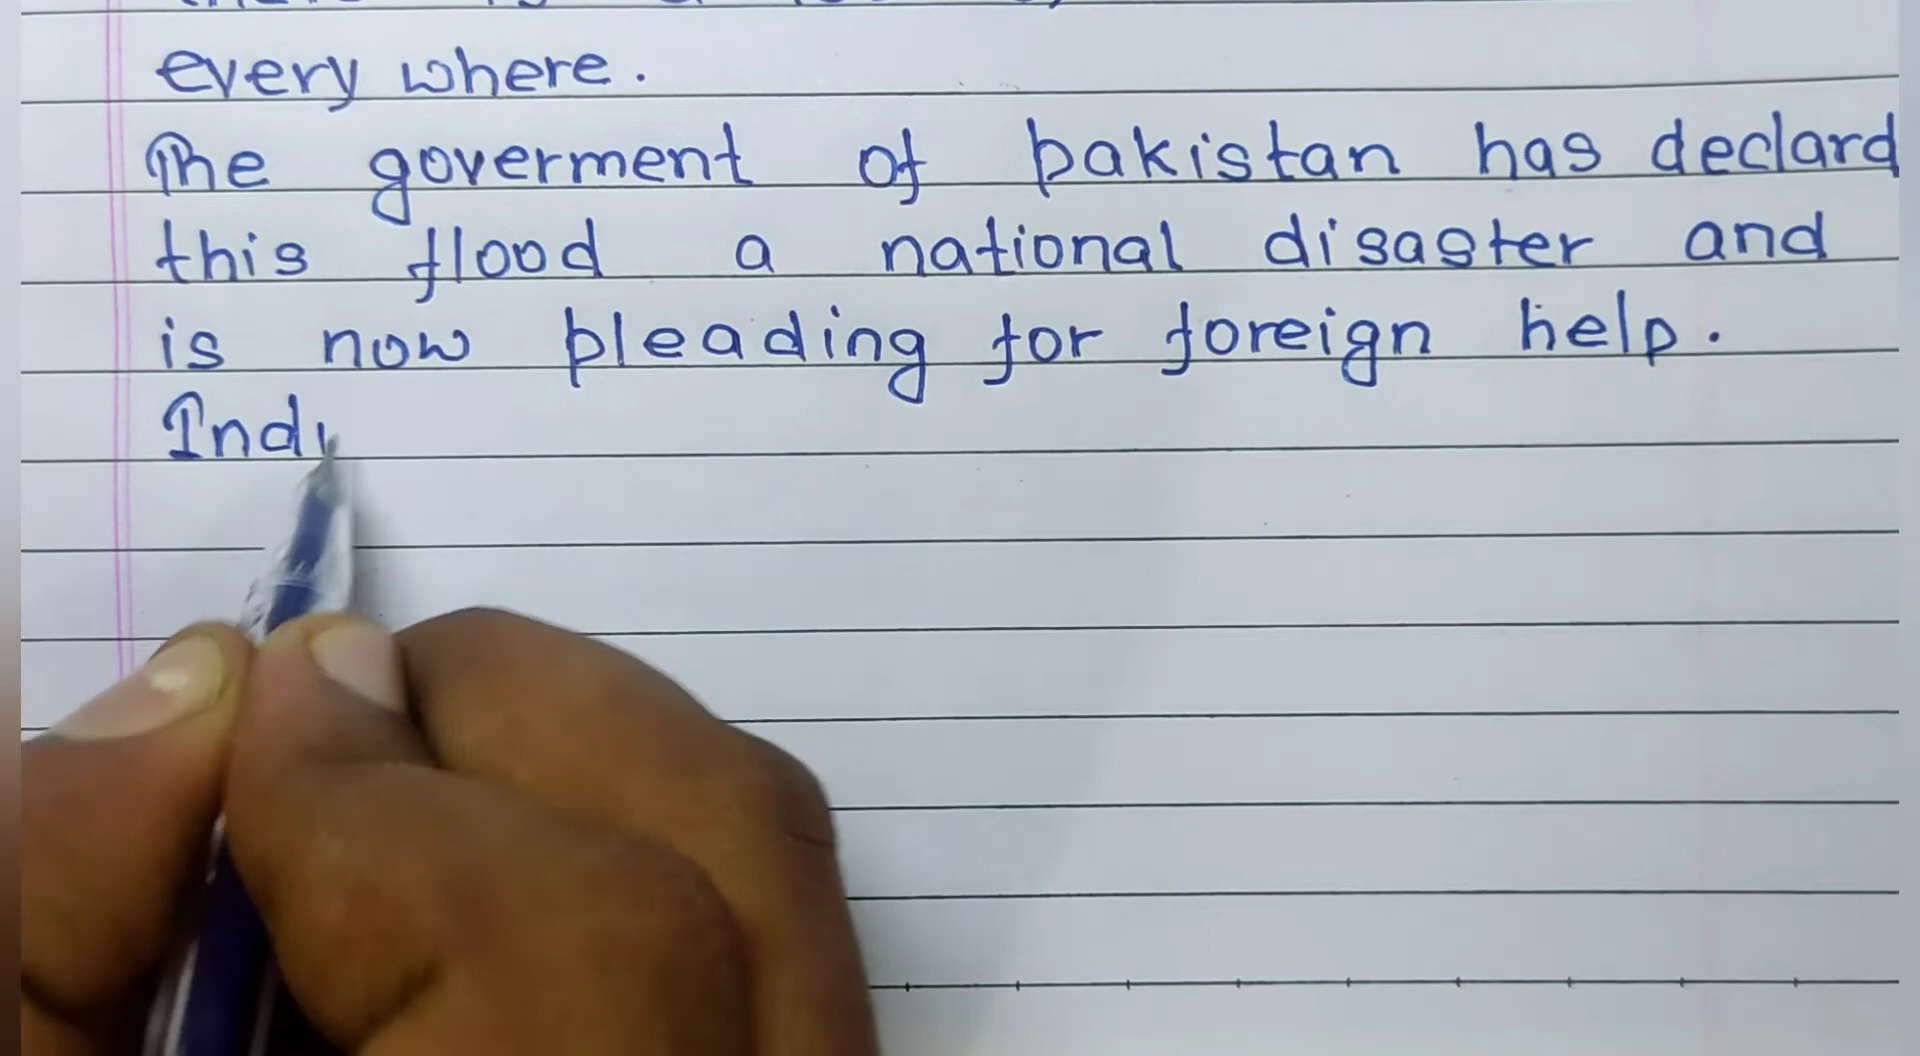 every where.
The goverment of pakistan has declard
this flood a national disaster and
is now pleading for foreign help.
Indi